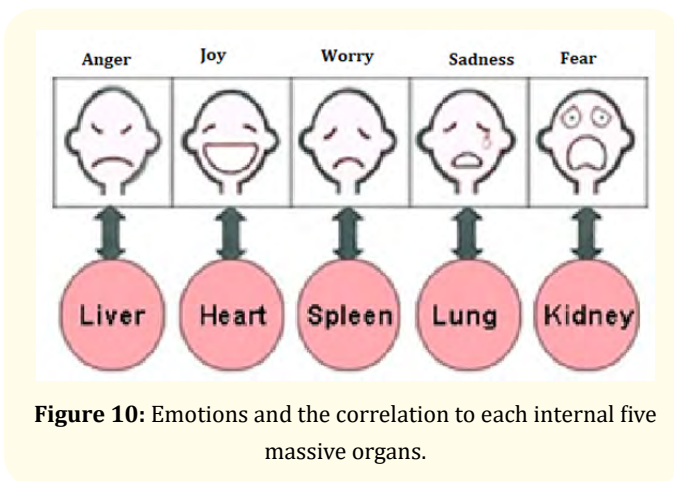 Anger Joy Worry Sadness Fear
Liver Heart Spleen Lung Kidney
Figure 10: Emotions and the correlation to each internal five
massive organs.